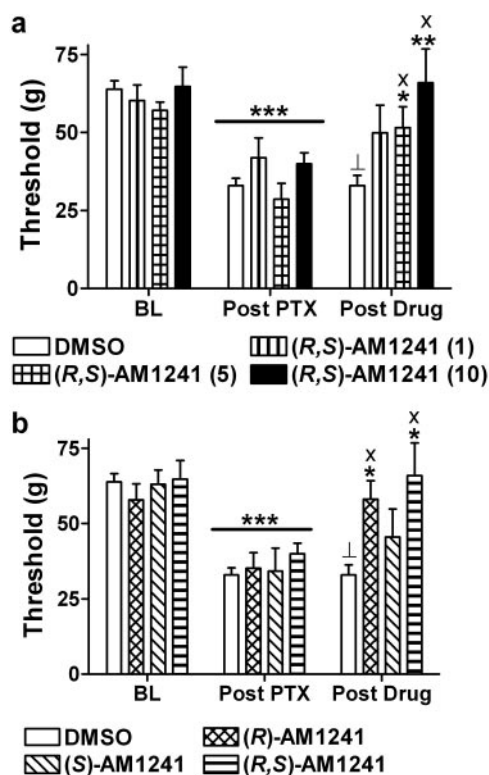 a
Threshold (g)
75
50
25
0
***
x
*
x
**
⊥
BL
Post PTX
Post Drug
DMSO
(R,S)-AM1241 (1)
(R,S)-AM1241 (5)
(R,S)-AM1241 (10)
b
Threshold (g)
75
50
25
0
***
x
*
x
*
⊥
BL
Post PTX
Post Drug
DMSO
(R)-AM1241
(S)-AM1241
(R,S)-AM1241